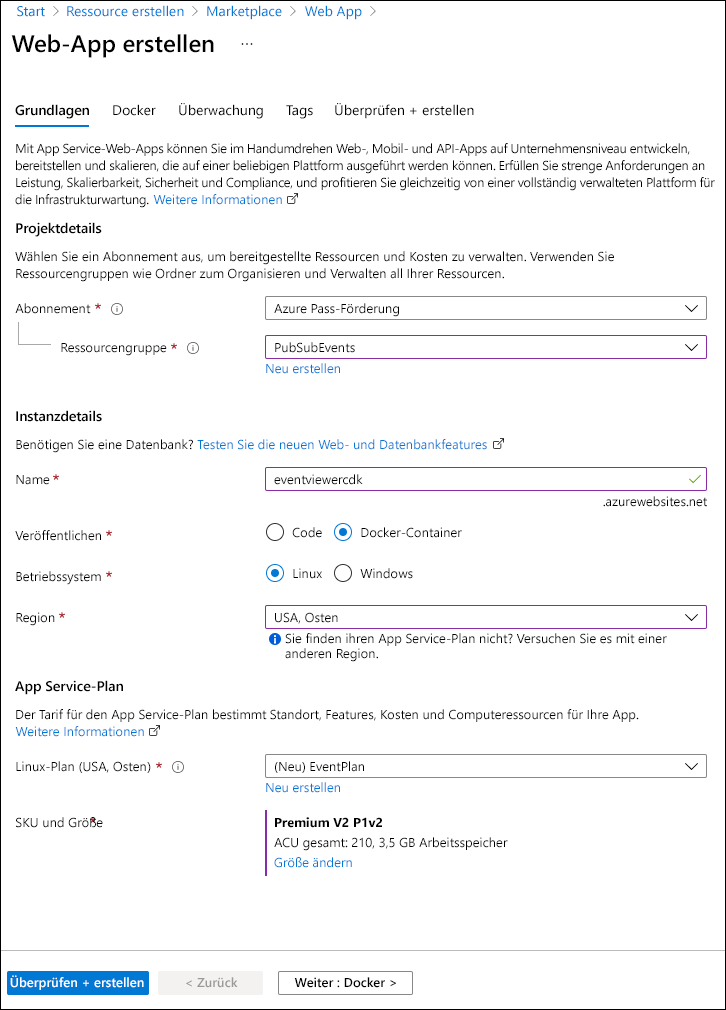 Start > Ressource erstellen > Marketplace > Web App >
Web-App erstellen ...
Grundlagen Docker Überwachung Tags Überprüfen + erstellen
Mit App Service-Web-Apps können Sie im Handumdrehen Web-, Mobil- und API-Apps auf Unternehmensniveau entwickeln,
bereitstellen und skalieren, die auf einer beliebigen Plattform ausgeführt werden können. Erfüllen Sie strenge Anforderungen an
Leistung, Skalierbarkeit, Sicherheit und Compliance, und profitieren Sie gleichzeitig von einer vollständig verwalteten Plattform für
die Infrastrukturwartung. Weitere Informationen
Projektdetails
Wählen Sie ein Abonnement aus, um bereitgestellte Ressourcen und Kosten zu verwalten. Verwenden Sie
Ressourcengruppen wie Ordner zum Organisieren und Verwalten all Ihrer Ressourcen.
Abonnement * Azure Pass-Förderung
Ressourcengruppe * PubSubEvents
Neu erstellen
Instanzdetails
Benötigen Sie eine Datenbank? Testen Sie die neuen Web- und Datenbankfeatures
Name * eventviewercdk
.azurewebsites.net
Veröffentlichen * Code Docker-Container
Betriebssystem * Linux Windows
Region * USA, Osten
Sie finden ihren App Service-Plan nicht? Versuchen Sie es mit einer
anderen Region.
App Service-Plan
Der Tarif für den App Service-Plan bestimmt Standort, Features, Kosten und Computeressourcen für Ihre App.
Weitere Informationen
Linux-Plan (USA, Osten) * (Neu) EventPlan
Neu erstellen
SKU und Größe * Premium V2 P1v2
ACU gesamt: 210, 3,5 GB Arbeitsspeicher
Größe ändern
Überprüfen + erstellen < Zurück Weiter : Docker >